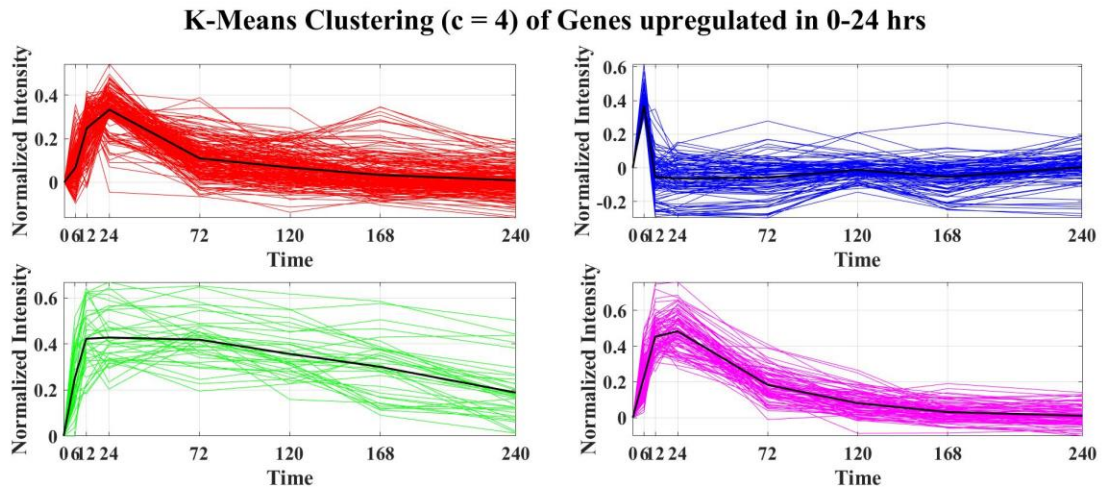 K-Means Clustering (c = 4) of Genes upregulated in 0-24 hrs
Normalized Intensity
0.4
0.2
0
0 6 12 24 72 120 168 240
Time
Normalized Intensity
0.6
0.4
0.2
0
-0.2
0 6 12 24 72 120 168 240
Time
Normalized Intensity
0.6
0.4
0.2
0
0 6 12 24 72 120 168 240
Time
Normalized Intensity
0.6
0.4
0.2
0
0 6 12 24 72 120 168 240
Time